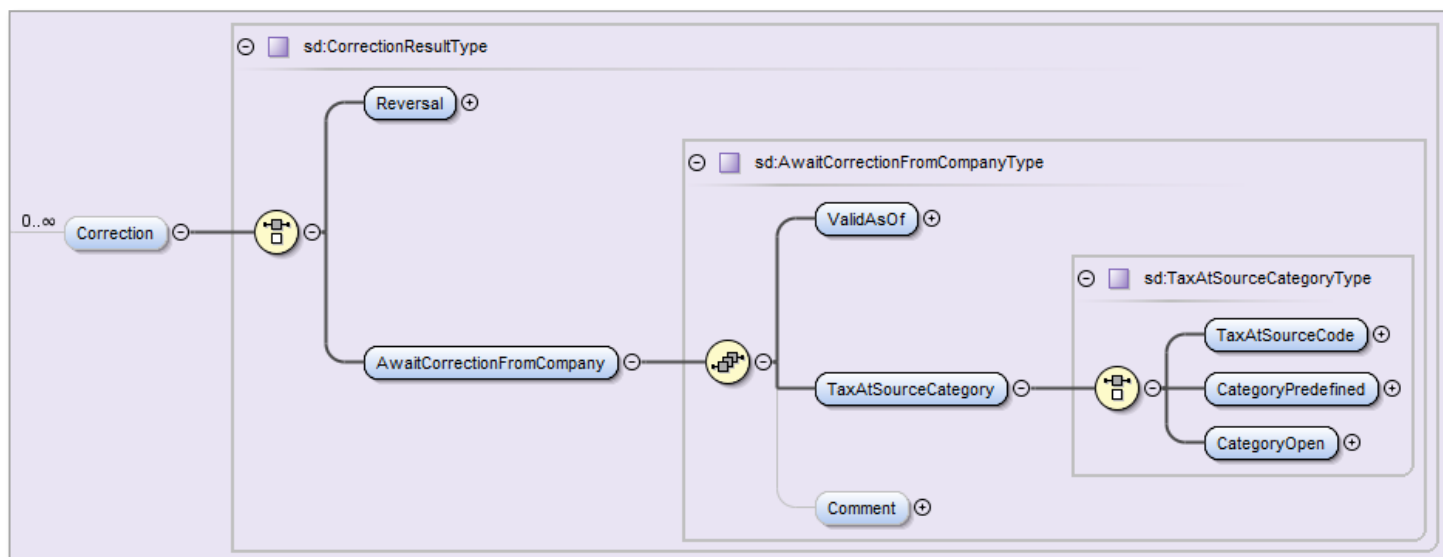 sd:CorrectionResultType
Reversal
sd:AwaitCorrectionFromCompanyType
ValidAsOf
0..∞
Correction
sd:TaxAtSourceCategoryType
TaxAtSourceCode
AwaitCorrectionFromCompany
TaxAtSourceCategory
CategoryPredefined
CategoryOpen
Comment